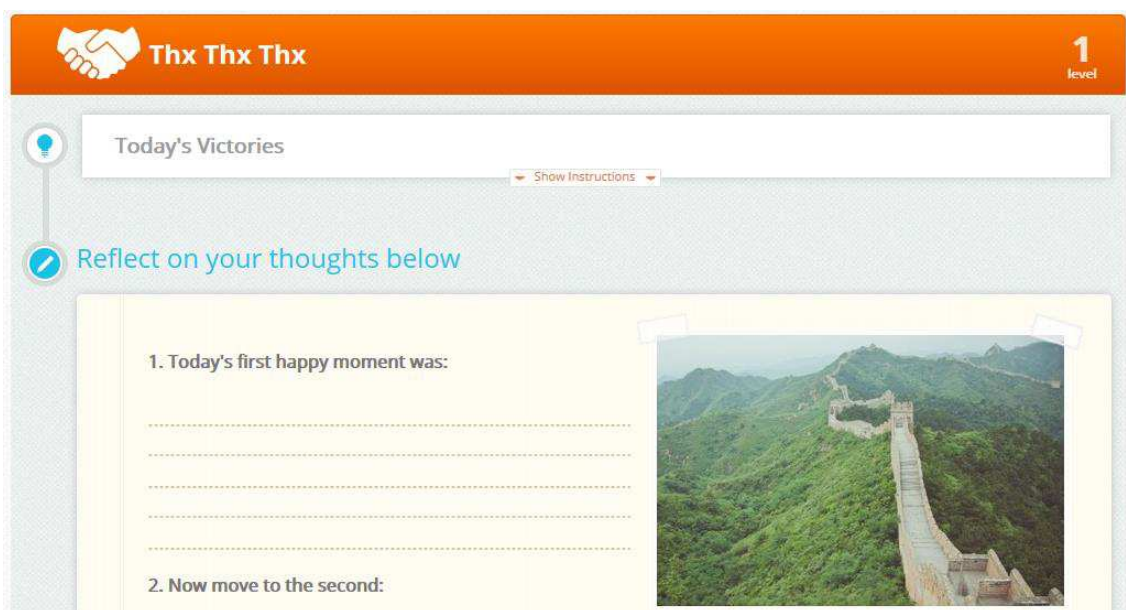 Thx Thx Thx
1
level
Today's Victories
Show Instructions
Reflect on your thoughts below
1. Today's first happy moment was:
2. Now move to the second: